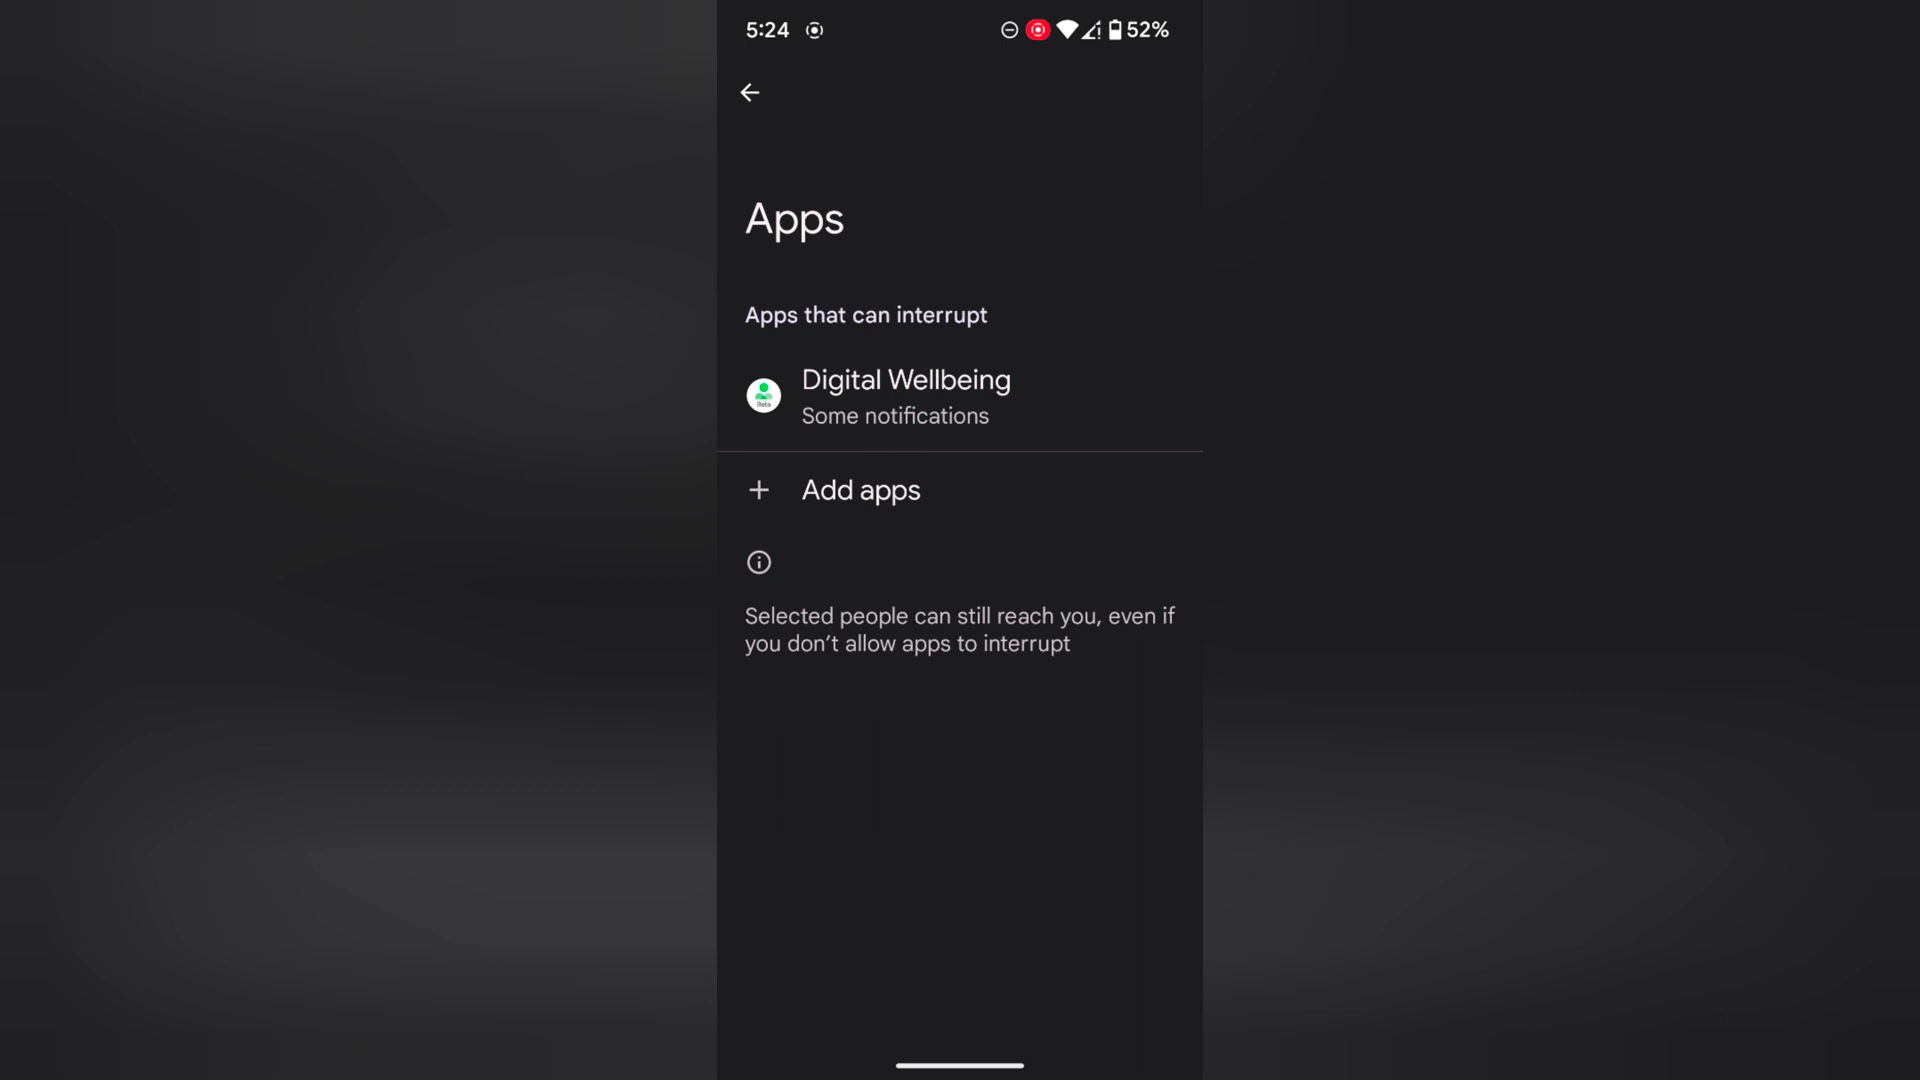 5:24 52%
Apps
Apps that can interrupt
Digital Wellbeing
Beta
Some notifications
Add apps
Selected people can still reach you, even if
you don’t allow apps to interrupt